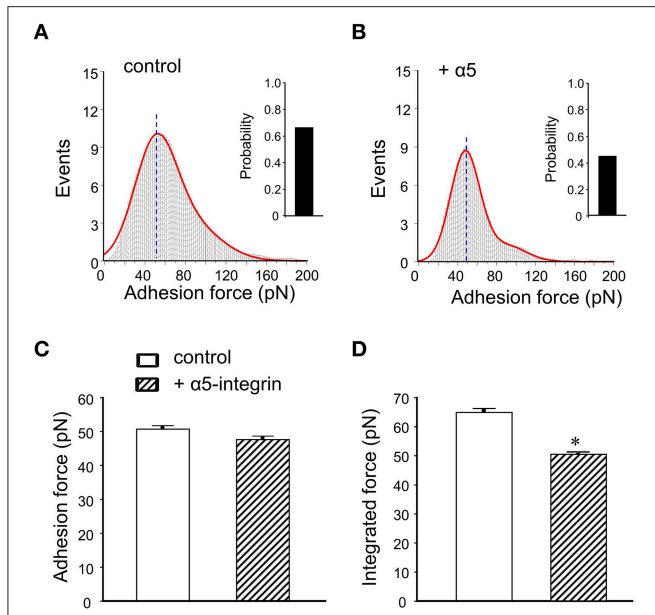 A
control
15
12
9
6
3
0
Events
0 40 80 120 160 200
Adhesion force (pN)
1.0
0.8
0.6
0.4
0.2
0
Probability
B
+ α5
15
12
9
6
3
0
Events
0 40 80 120 160 200
Adhesion force (pN)
1.0
0.8
0.6
0.4
0.2
0
Probability
C
control
+ α5-integrin
60
50
40
30
20
10
0
Adhesion force (pN)
D
70
60
50
40
30
20
10
0
Integrated force (pN)
*